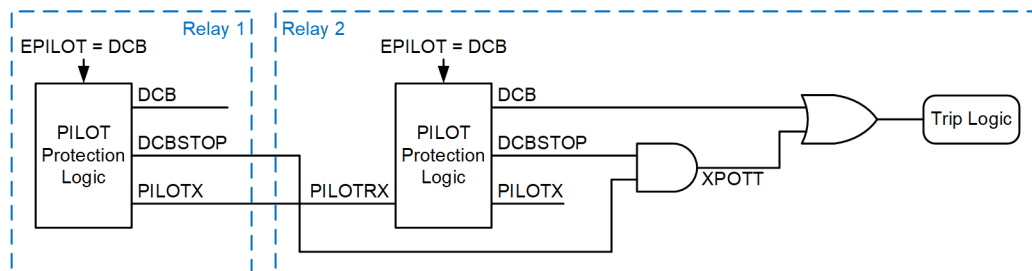 Relay 1
Relay 2
EPILOT = DCB
EPILOT = DCB
PILOT
Protection
Logic
DCB
DCBSTOP
PILOTX
PILOTRX
PILOT
Protection
Logic
DCB
DCBSTOP
PILOTX
XPOTT
Trip Logic